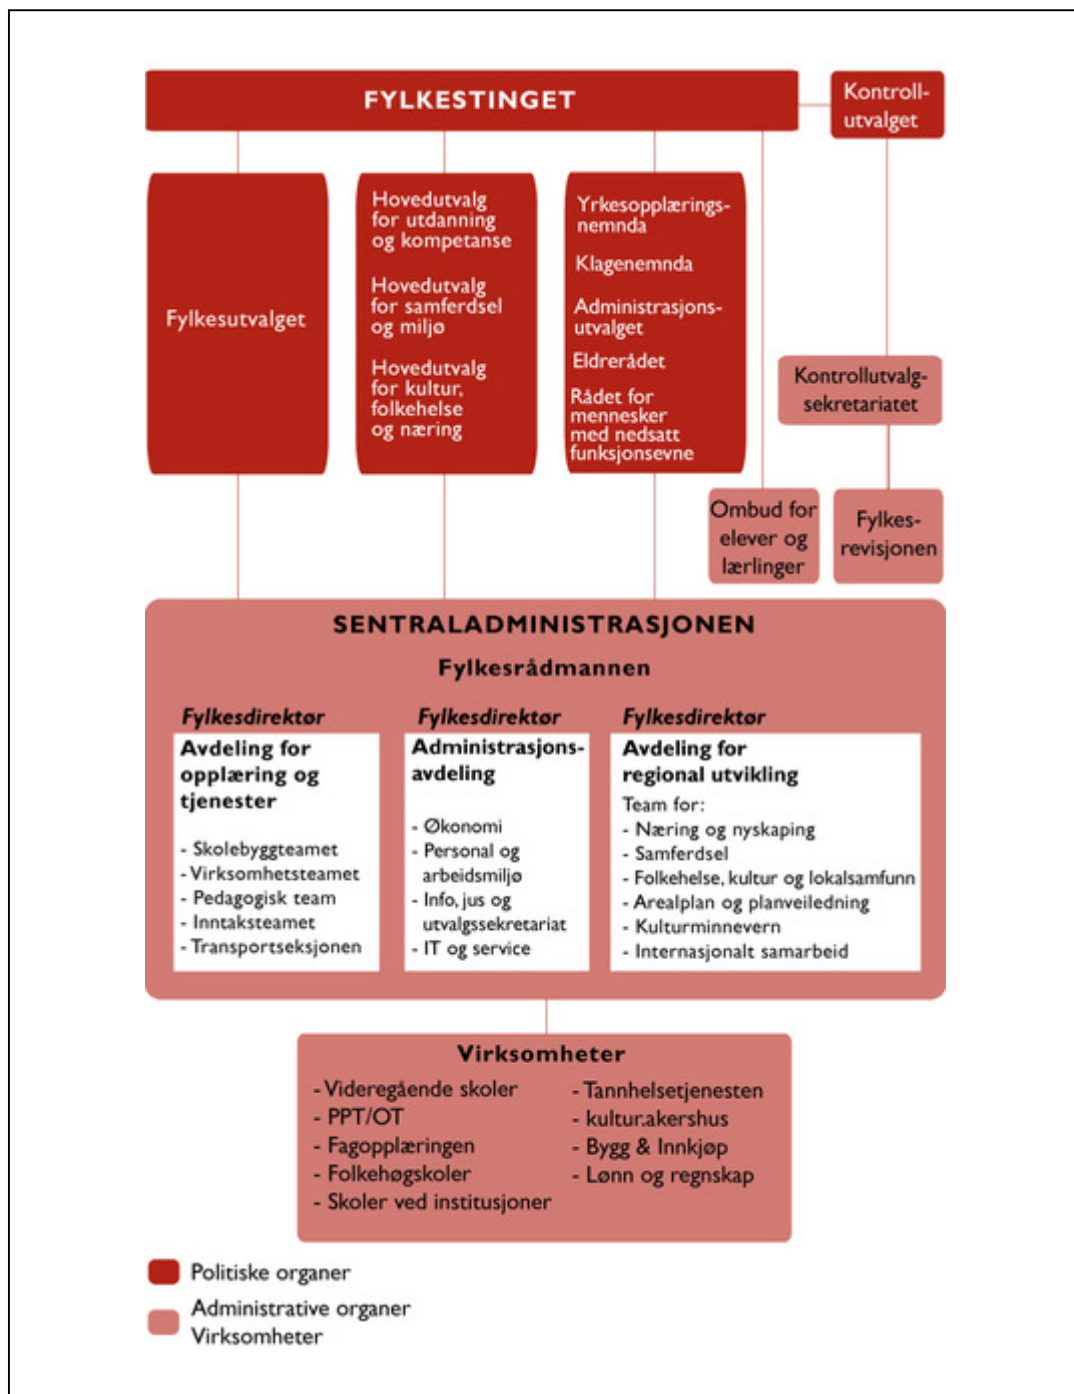 FYLKESTINGET
Kontroll-
utvalget
Fylkesutvalget
Hovedutvalg
for utdanning
og kompetanse
Hovedutvalg
for samferdsel
og miljø
Hovedutvalg
for kultur,
folkehelse
og næring
Yrkesopplærings-
nemnda
Klagenemnda
Administrasjons-
utvalget
Eldrerådet
Rådet for
mennesker
med nedsatt
funksjonsevne
Kontrollutvalg-
sekretariatet
Ombud for
elever og
lærlinger
Fylkes-
revisjonen
SENTRALADMINISTRASJONEN
Fylkesrådmannen
Fylkesdirektør
Avdeling for
opplæring og
tjenester
- Skolebyggteamet
- Virksomhetsteamet
- Pedagogisk team
- Inntaksteamet
- Transportseksjonen
Fylkesdirektør
Administrasjons-
avdeling
- Økonomi
- Personal og
arbeidsmiljø
- Info, jus og
utvalgssekretariat
- IT og service
Fylkesdirektør
Avdeling for
regional utvikling
Team for:
- Næring og nyskaping
- Samferdsel
- Folkehelse, kultur og lokalsamfunn
- Arealplan og planveiledning
- Kulturminnevern
- Internasjonalt samarbeid
Virksomheter
- Videregående skoler
- PPT/OT
- Fagopplæringen
- Folkehøgskoler
- Skoler ved institusjoner
- Tannhelsetjenesten
- kultur.akershus
- Bygg & Innkjøp
- Lønn og regnskap
Politiske organer
Administrative organer
Virksomheter